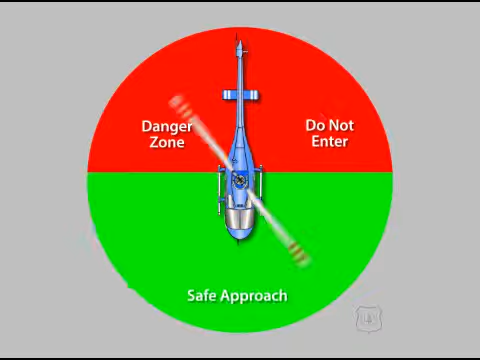 Danger
Zone
Do Not
Enter
Safe Approach